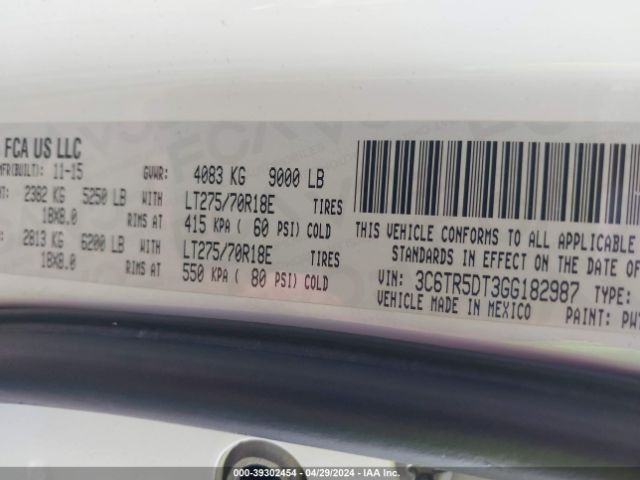 FCA US LLC
MFR(BUILT): 11-15 GVWR: 4083 KG 9000 LB
2382 KG 5250 LB WITH LT275/70R18E TIRES
18X8.0 RIMS AT 415 KPA ( 60 PSI) COLD
2813 KG 6200 LB WITH LT275/70R18E TIRES
18X8.0 RIMS AT 550 KPA ( 80 PSI) COLD
THIS VEHICLE CONFORMS TO ALL APPLICABLE
STANDARDS IN EFFECT ON THE DATE OF
VIN: 3C6TR5DT3GG182987 TYPE:
VEHICLE MADE IN MEXICO PAINT: PW7
000-39302454 - 04/29/2024 - IAA Inc.